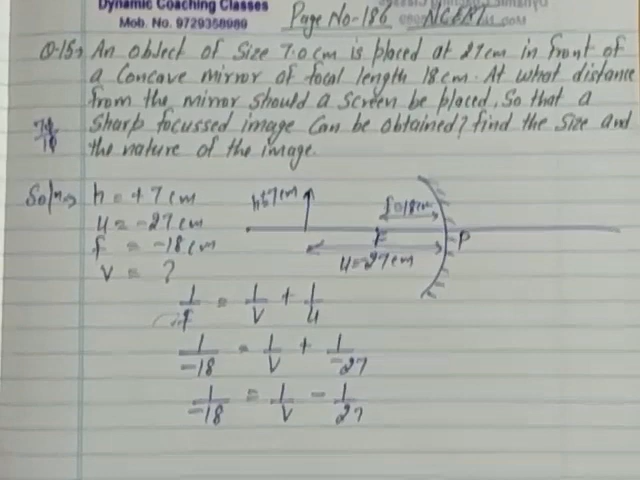 Dynamic Coaching Classes
Mob. No. 9729358989
Page No-186 NCERT
Q-15⇒ An object of size 7.0 cm is placed at 27 cm in front of
a Concave mirror of focal length 18 cm. At what distance
from the mirror should a screen be placed, So that a
Sharp focussed image Can be obtained? find the size and
the nature of the image.
Soln⇒ h = +7 cm
u = -27 cm
f = -18 cm
v = ?
h=7cm
f=18cm
F
P
u=-27cm
1/f = 1/v + 1/u
1/-18 = 1/v + 1/-27
1/-18 = 1/v - 1/27